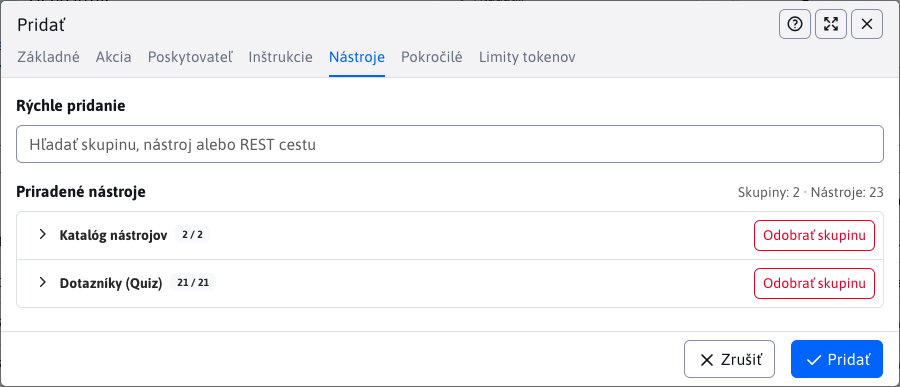 Pridať
Základné Akcia Poskytovateľ Inštrukcie Nástroje Pokročilé Limity tokenov
Rýchle pridanie
Hľadať skupinu, nástroj alebo REST cestu
Priradené nástroje Skupiny: 2 · Nástroje: 23
Katalóg nástrojov 2 / 2 Odobrať skupinu
Dotazníky (Quiz) 21 / 21 Odobrať skupinu
Zrušiť Pridať